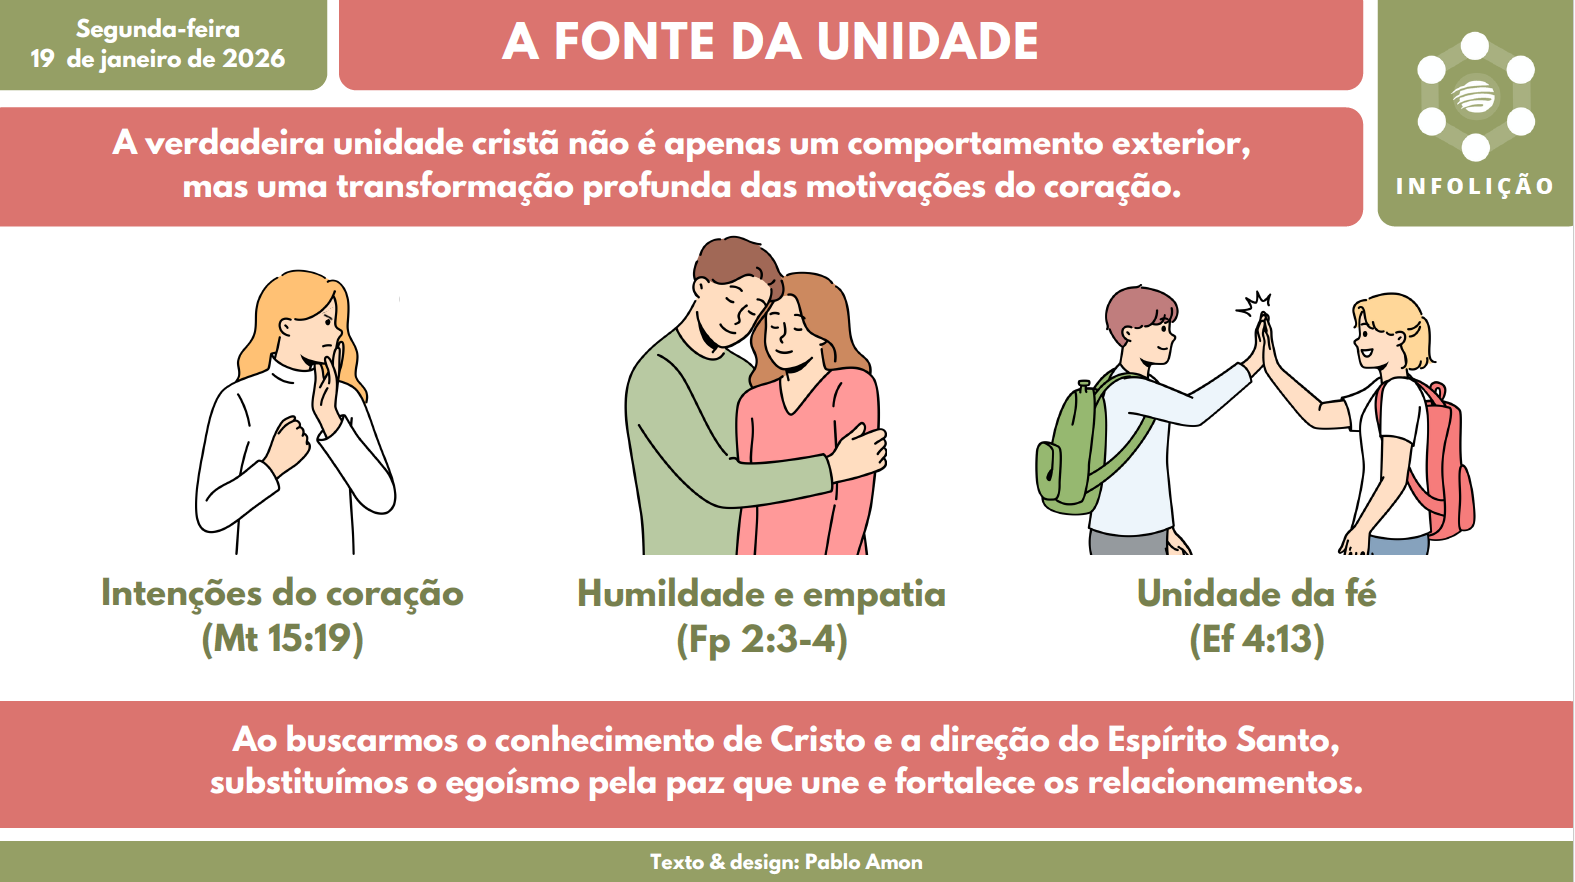 Segunda-feira
19 de janeiro de 2026
A FONTE DA UNIDADE
INFOLIÇÃO
A verdadeira unidade cristã não é apenas um comportamento exterior,
mas uma transformação profunda das motivações do coração.
Intenções do coração
(Mt 15:19)
Humildade e empatia
(Fp 2:3-4)
Unidade da fé
(Ef 4:13)
Ao buscarmos o conhecimento de Cristo e a direção do Espírito Santo,
substituímos o egoísmo pela paz que une e fortalece os relacionamentos.
Texto & design: Pablo Amon